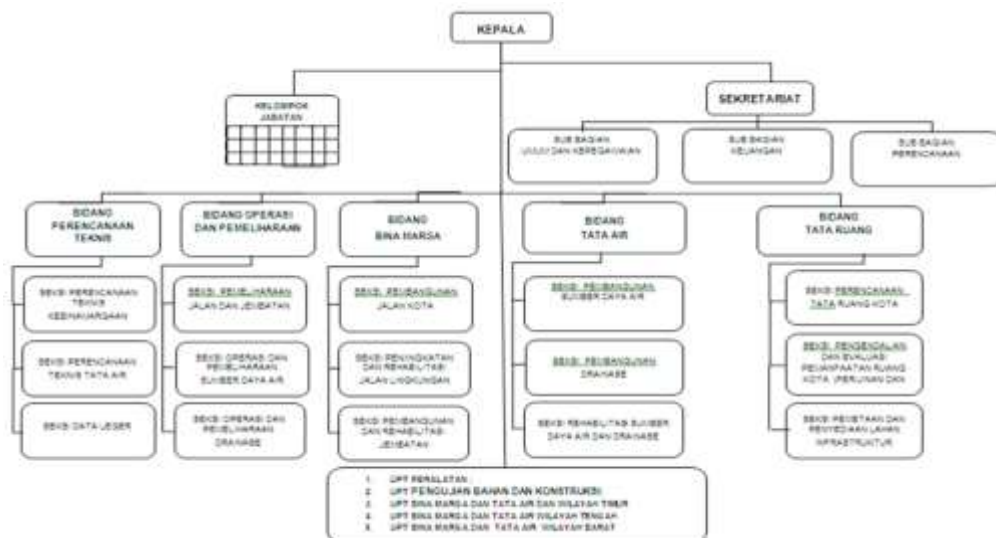 KEPALA
KELOMPOK
JABATAN
SEKRETARIAT
SUB BAGIAN
UMUM DAN KEPEGAWAIAN
SUB BAGIAN
KEUANGAN
SUB BAGIAN
PERENCANAAN
BIDANG
PERENCANAAN
TEKNIS
BIDANG OPERASI
DAN PEMELIHARAAN
BIDANG
BINA MARGA
BIDANG
TATA AIR
BIDANG
TATA RUANG
SEKSI PERENCANAAN
TEKNIS
KEBINAMARGAAN
SEKSI PEMELIHARAAN
JALAN DAN JEMBATAN
SEKSI PEMBANGUNAN
JALAN KOTA
SEKSI PEMBANGUNAN
SUMBER DAYA AIR
SEKSI PERENCANAAN
TATA RUANG KOTA
SEKSI PERENCANAAN
TEKNIS TATA AIR
SEKSI OPERASI DAN
PEMELIHARAAN
SUMBER DAYA AIR
SEKSI PENINGKATAN
DAN REHABILITASI
JALAN LINGKUNGAN
SEKSI PEMBANGUNAN
DRAINASE
SEKSI PENGENDALIAN
DAN EVALUASI
PEMANFAATAN RUANG
KOTA (PERIJINAN DAN
SEKSI DATA LEGER
SEKSI OPERASI DAN
PEMELIHARAAN
DRAINASE
SEKSI PEMBANGUNAN
DAN REHABILITASI
JEMBATAN
SEKSI REHABILITASI SUMBER
DAYA AIR DAN DRAINASE
SEKSI PEMETAAN DAN
PENYEDIAAN LAHAN
INFRASTRUKTUR
1. UPT PERALATAN
2. UPT PENGUJIAN BAHAN DAN KONSTRUKSI
3. UPT BINA MARGA DAN TATA AIR DAN WILAYAH TIMUR
4. UPT BINA MARGA DAN TATA AIR WILAYAH TENGAH
5. UPT BINA MARGA DAN TATA AIR WILAYAH BARAT